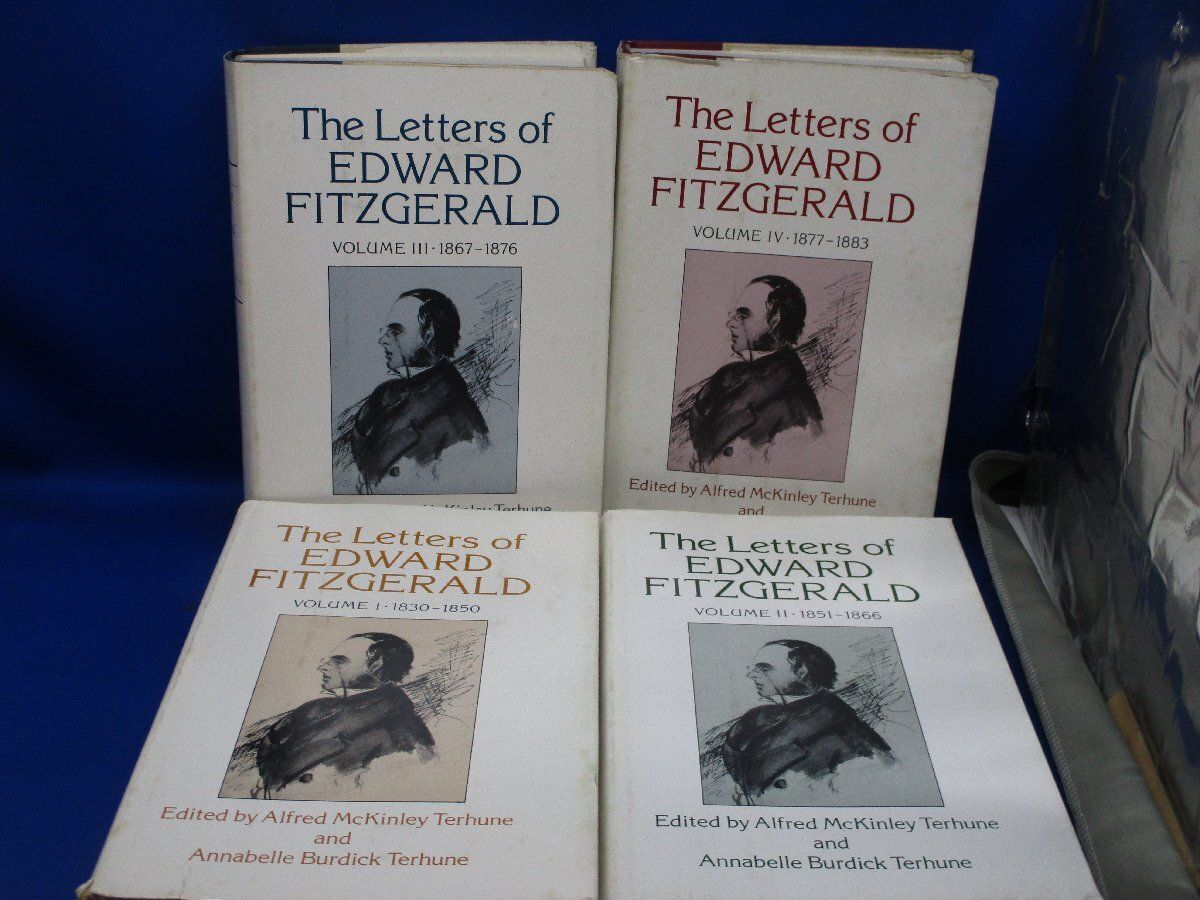 The Letters of
EDWARD
FITZGERALD
VOLUME III · 1867-1876
McKinley Terhune
The Letters of
EDWARD
FITZGERALD
VOLUME IV · 1877-1883
Edited by Alfred McKinley Terhune
and
The Letters of
EDWARD
FITZGERALD
VOLUME I · 1830-1850
Edited by Alfred McKinley Terhune
and
Annabelle Burdick Terhune
The Letters of
EDWARD
FITZGERALD
VOLUME II · 1851-1866
Edited by Alfred McKinley Terhune
and
Annabelle Burdick Terhune